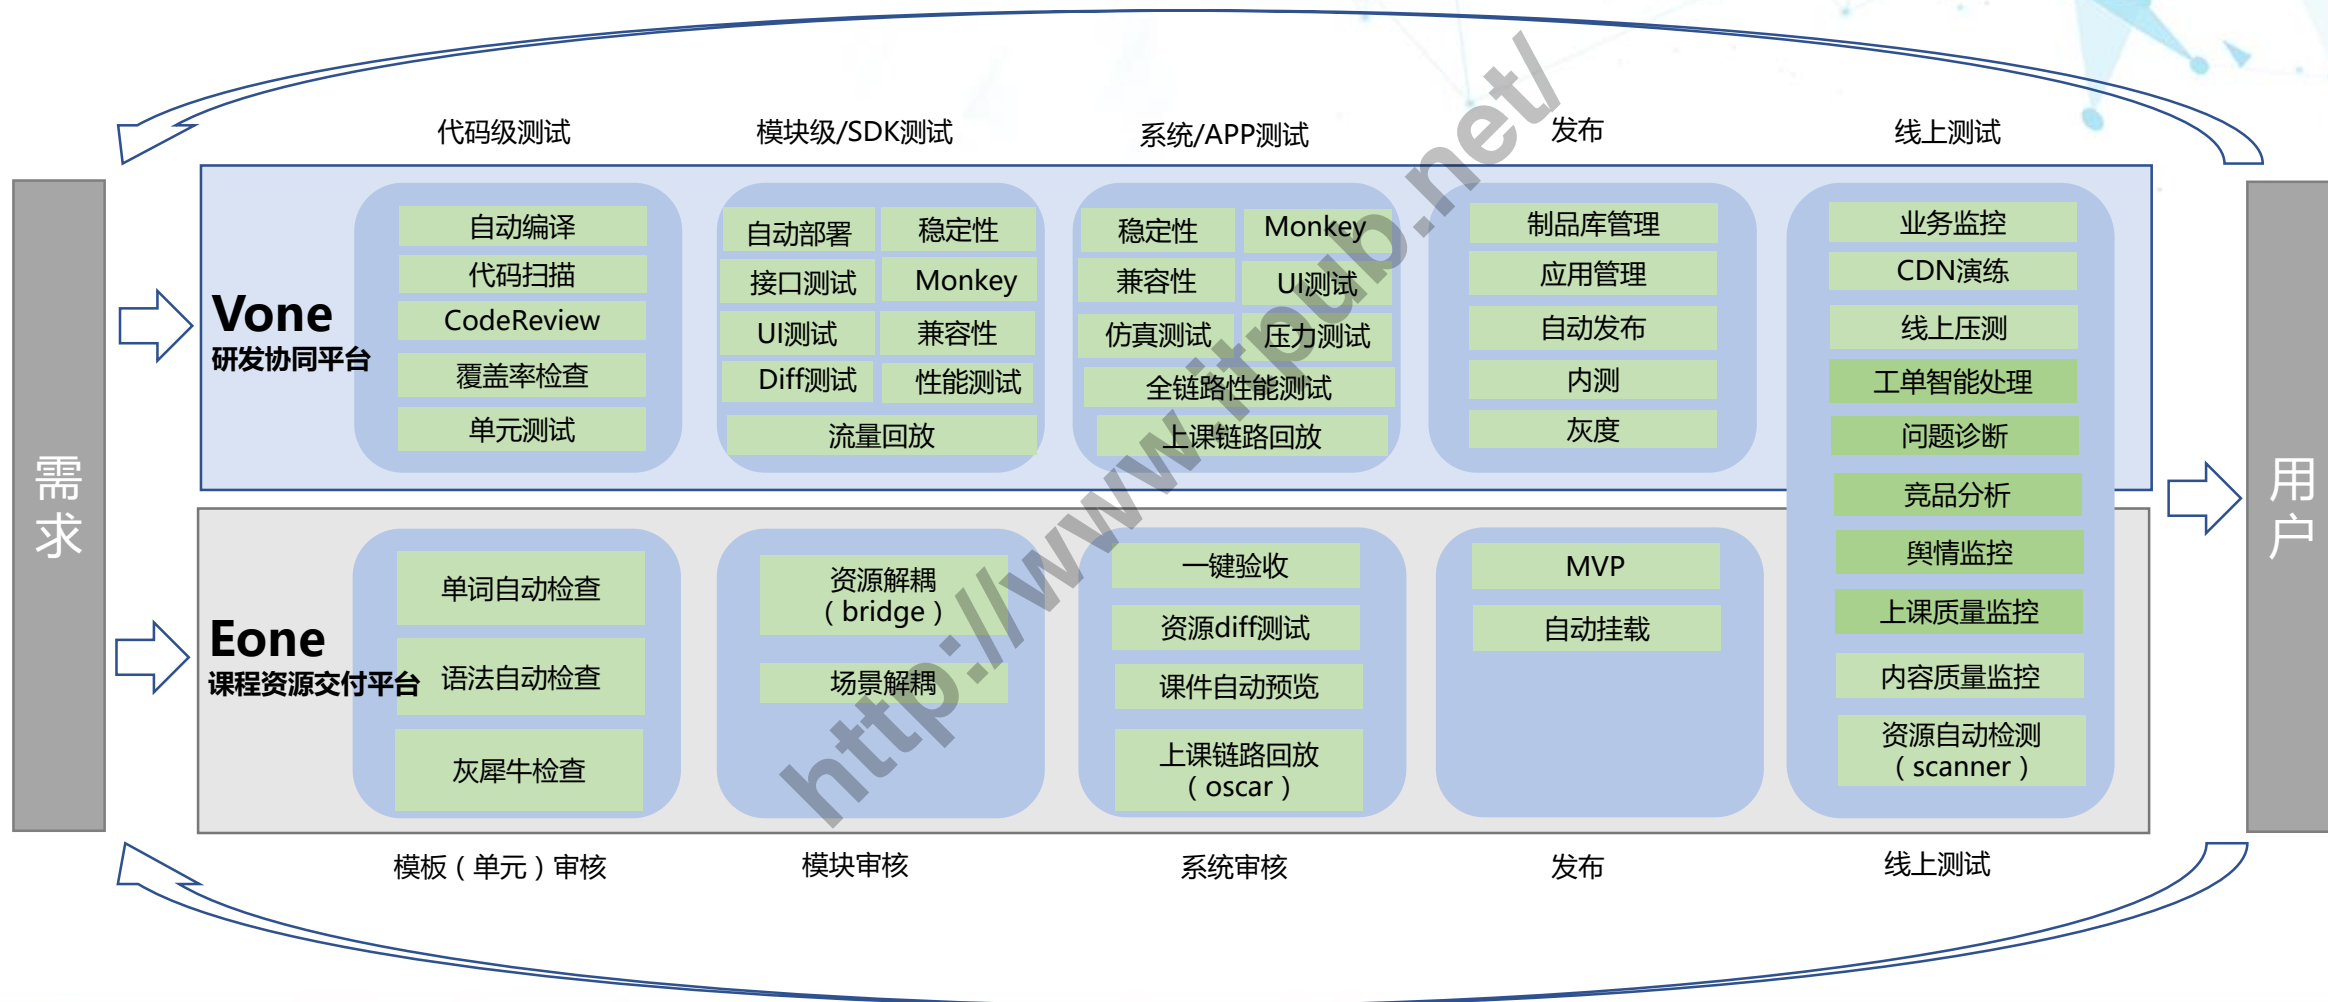 代码级测试
模块级/SDK测试
系统/APP测试
发布
线上测试
需
求
Vone
研发协同平台
自动编译
代码扫描
CodeReview
覆盖率检查
单元测试
自动部署
稳定性
接口测试
Monkey
UI测试
兼容性
Diff测试
性能测试
流量回放
稳定性
Monkey
兼容性
UI测试
仿真测试
压力测试
全链路性能测试
上课链路回放
制品库管理
应用管理
自动发布
内测
灰度
业务监控
CDN演练
线上压测
工单智能处理
问题诊断
竞品分析
舆情监控
上课质量监控
内容质量监控
资源自动检测
（scanner）
Eone
课程资源交付平台
单词自动检查
语法自动检查
灰犀牛检查
资源解耦
（bridge）
场景解耦
一键验收
资源diff测试
课件自动预览
上课链路回放
（oscar）
MVP
自动挂载
用
户
模板（单元）审核
模块审核
系统审核
发布
线上测试
http://www.itpub.net/